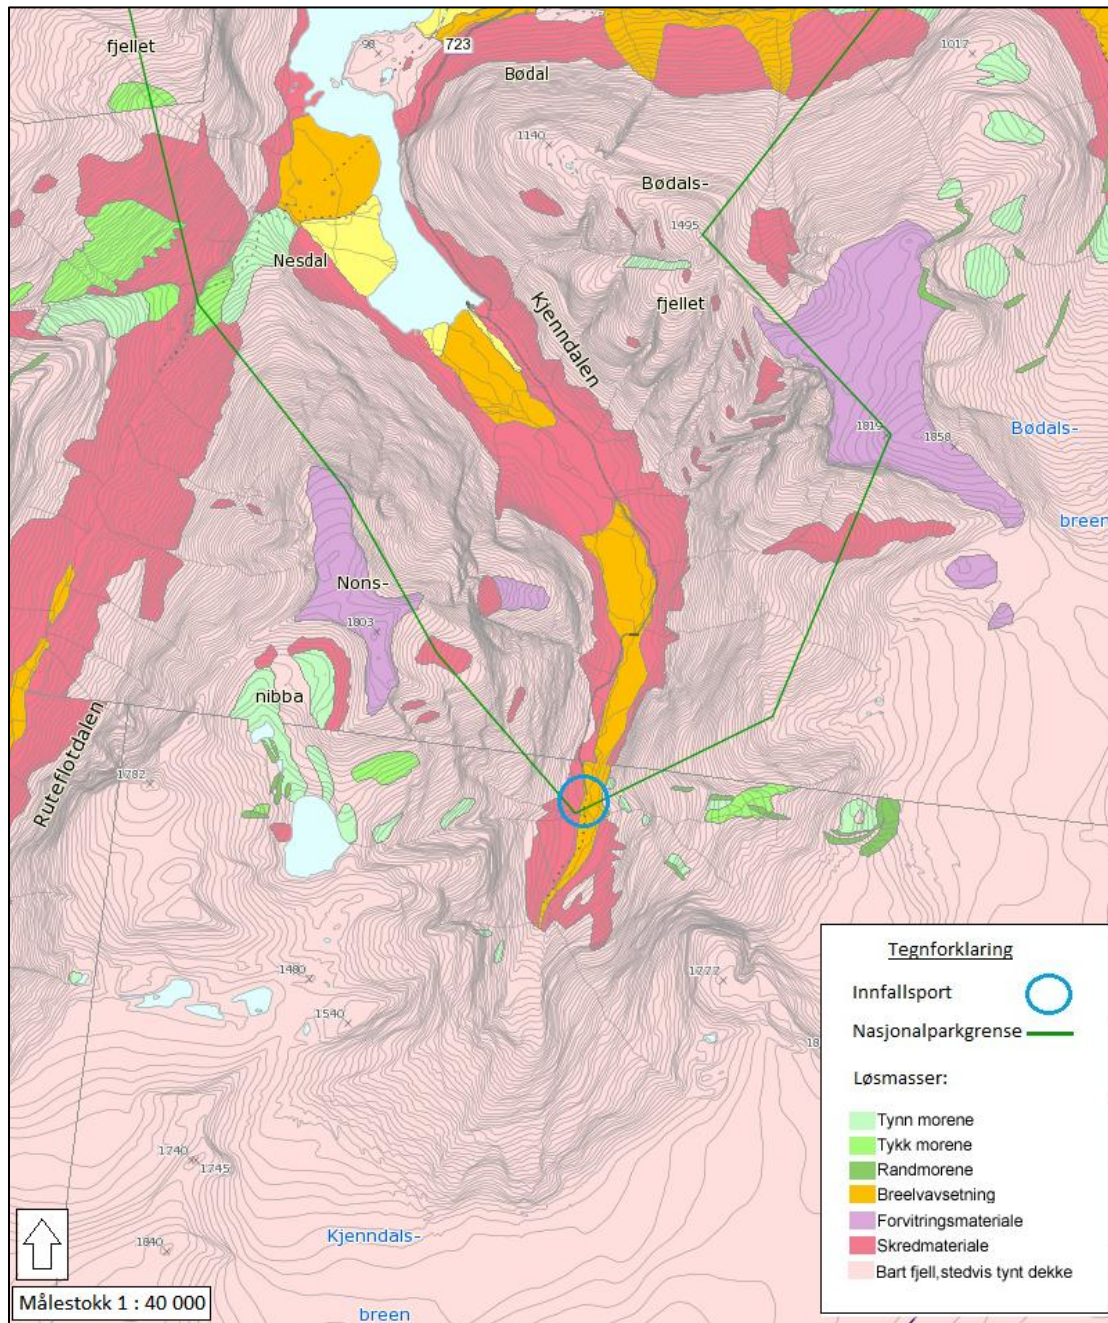 fjellet
98
723
1017
Bødal
1140
Bødals-
1495
Nesdal
Kjenndalen
fjellet
1819
1858
Bødals-
breen
Nons-
1803
nibba
Ruteflotdalen
1782
1480
1777
1540
1740
1745
Kjenndals-
1840
breen
Målestokk 1 : 40 000
Tegnforklaring
Innfallsport
Nasjonalparkgrense
Løsmasser:
Tynn morene
Tykk morene
Randmorene
Breelvavsetning
Forvitringsmateriale
Skredmateriale
Bart fjell,stedvis tynt dekke